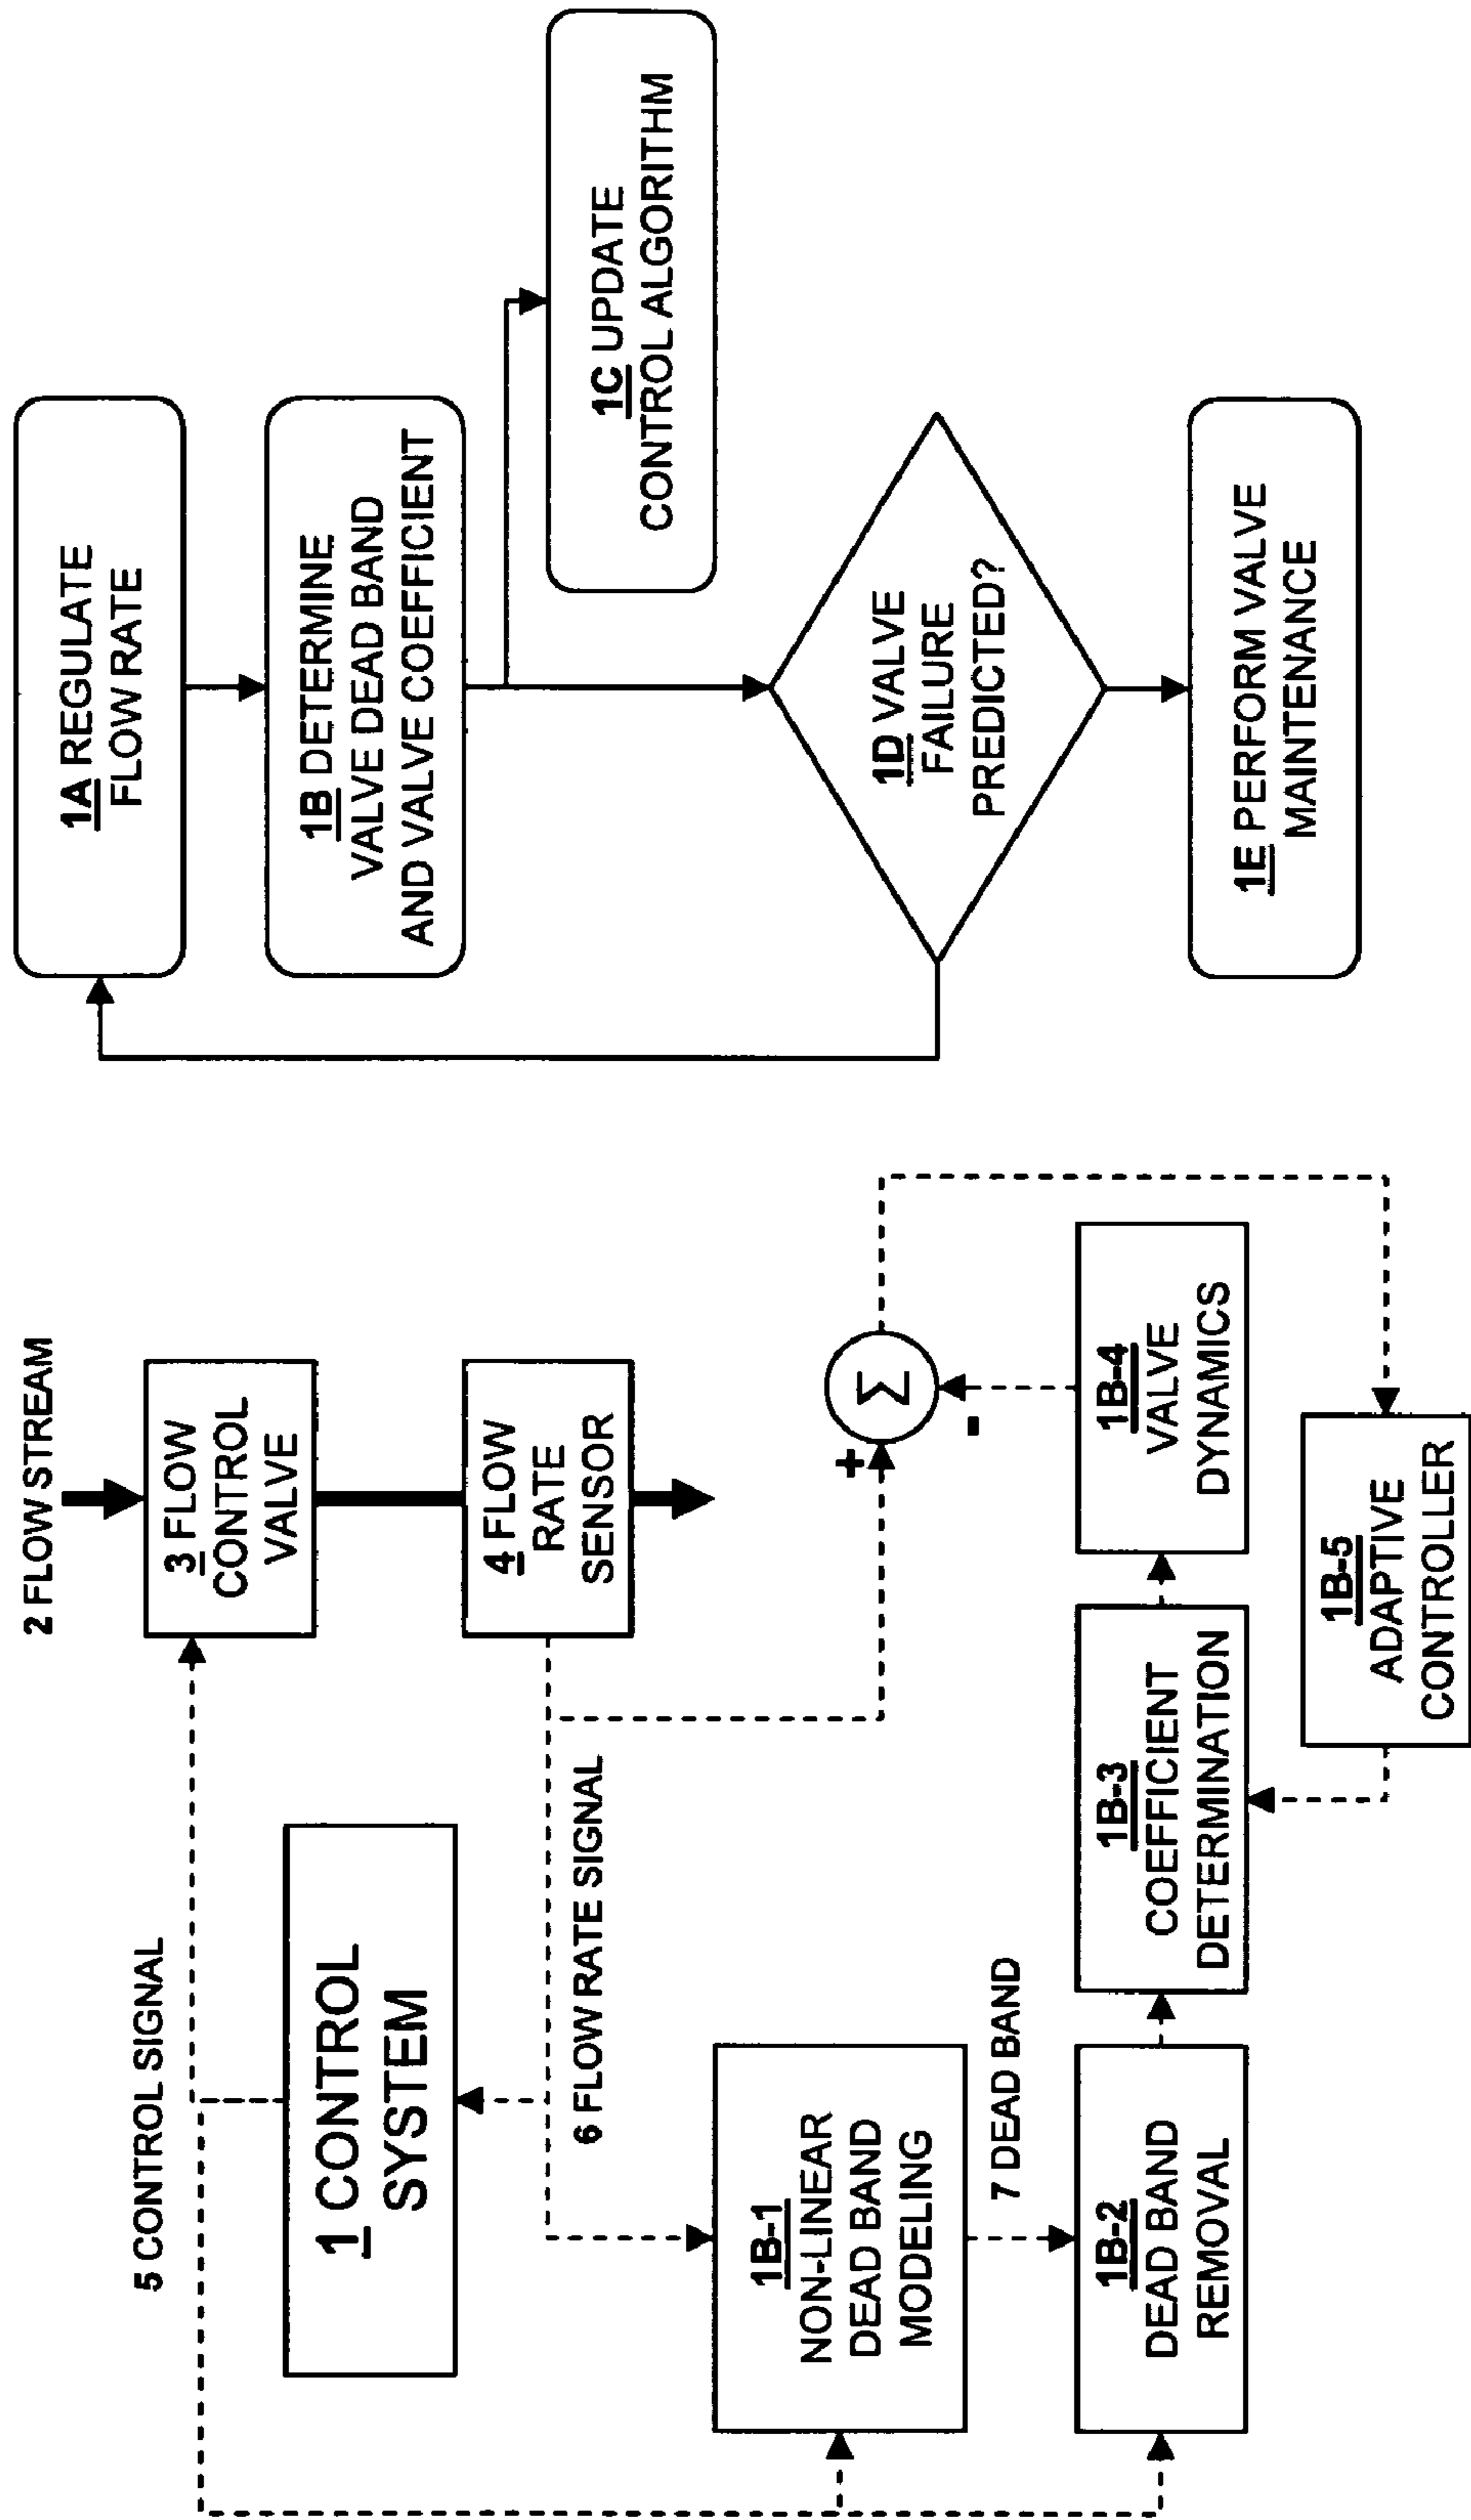 2 FLOW STREAM
5 CONTROL SIGNAL
3 FLOW
CONTROL
VALVE
1 CONTROL
SYSTEM
4 FLOW
RATE
SENSOR
6 FLOW RATE SIGNAL
1B-1
NON-LINEAR
DEAD BAND
MODELING
+
Σ
-
7 DEAD BAND
1B-2
DEAD BAND
REMOVAL
1B-3
COEFFICIENT
DETERMINATION
1B-4
VALVE
DYNAMICS
1B-5
ADAPTIVE
CONTROLLER
1A REGULATE
FLOW RATE
1B DETERMINE
VALVE DEAD BAND
AND VALVE COEFFICIENT
1C UPDATE
CONTROL ALGORITHM
1D VALVE
FAILURE
PREDICTED?
1E PERFORM VALVE
MAINTENANCE